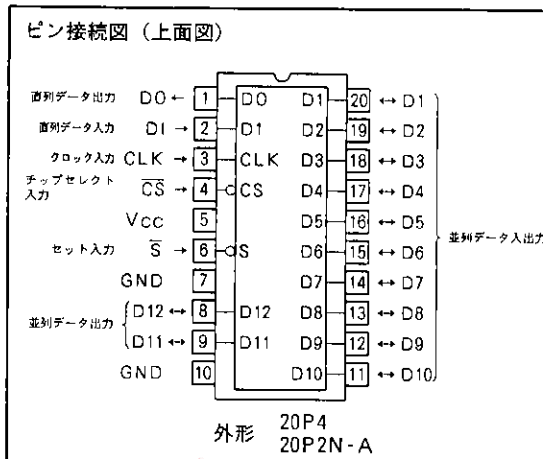 ピン接続図（上面図）
直列データ出力 DO ← 1 DO D1 20 ↔ D1
直列データ入力 DI → 2 D1 D2 19 ↔ D2
クロック入力 CLK → 3 CLK D3 18 ↔ D3
チップセレクト入力 C̅S̅ → 4 CS D4 17 ↔ D4
VCC 5 D5 16 ↔ D5
セット入力 S̅ → 6 S D6 15 ↔ D6
GND 7 D7 14 ↔ D7
D12 ↔ 8 D12 D8 13 ↔ D8
並列データ出力
D11 ↔ 9 D11 D9 12 ↔ D9
GND 10 D10 11 ↔ D10
並列データ入出力
外形 20P4
20P2N-A